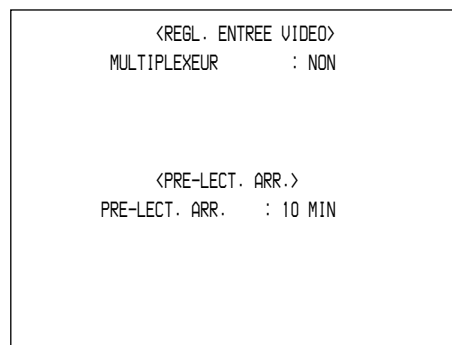 <REGL. ENTREE VIDEO>
MULTIPLEXEUR : NON
<PRE-LECT. ARR.>
PRE-LECT. ARR. : 10 MIN